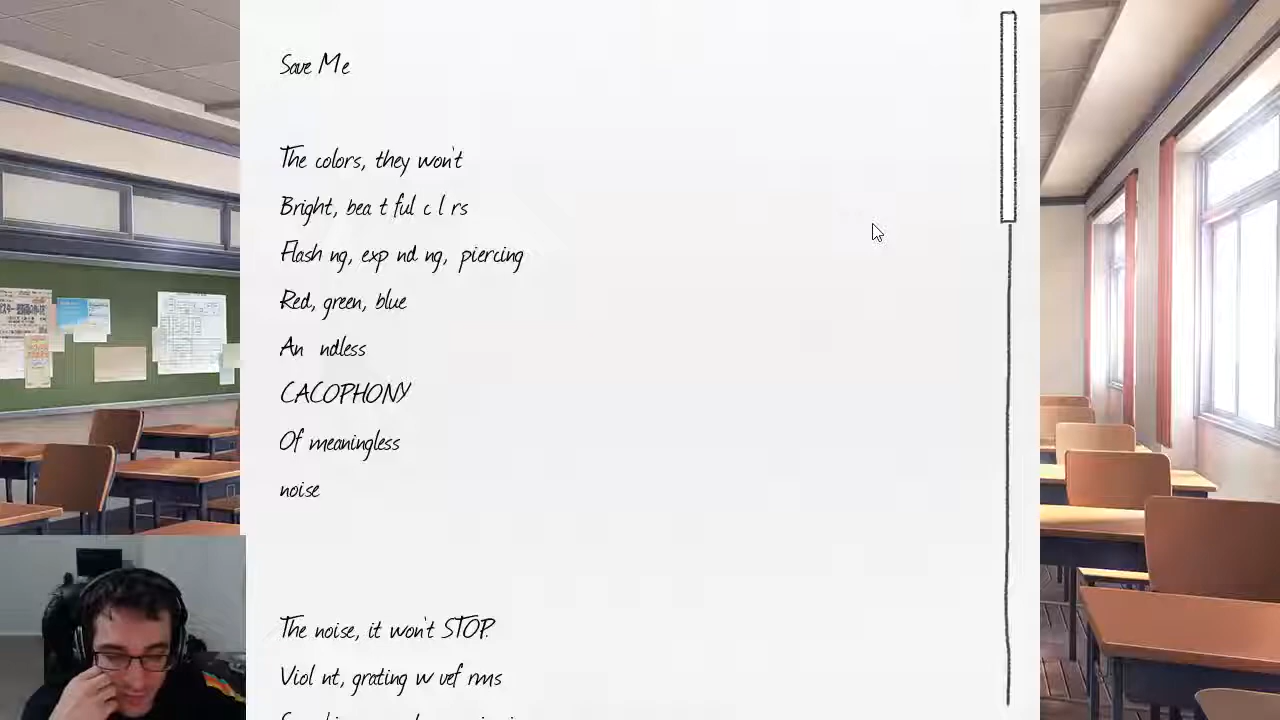 Save Me
The colors, they won't
Bright, bea t ful c l rs
Flash ng, exp nd ng, piercing
Red, green, blue
An ndless
CACOPHONY
Of meaningless
noise
The noise, it won't STOP.
Viol nt, grating w vef rms